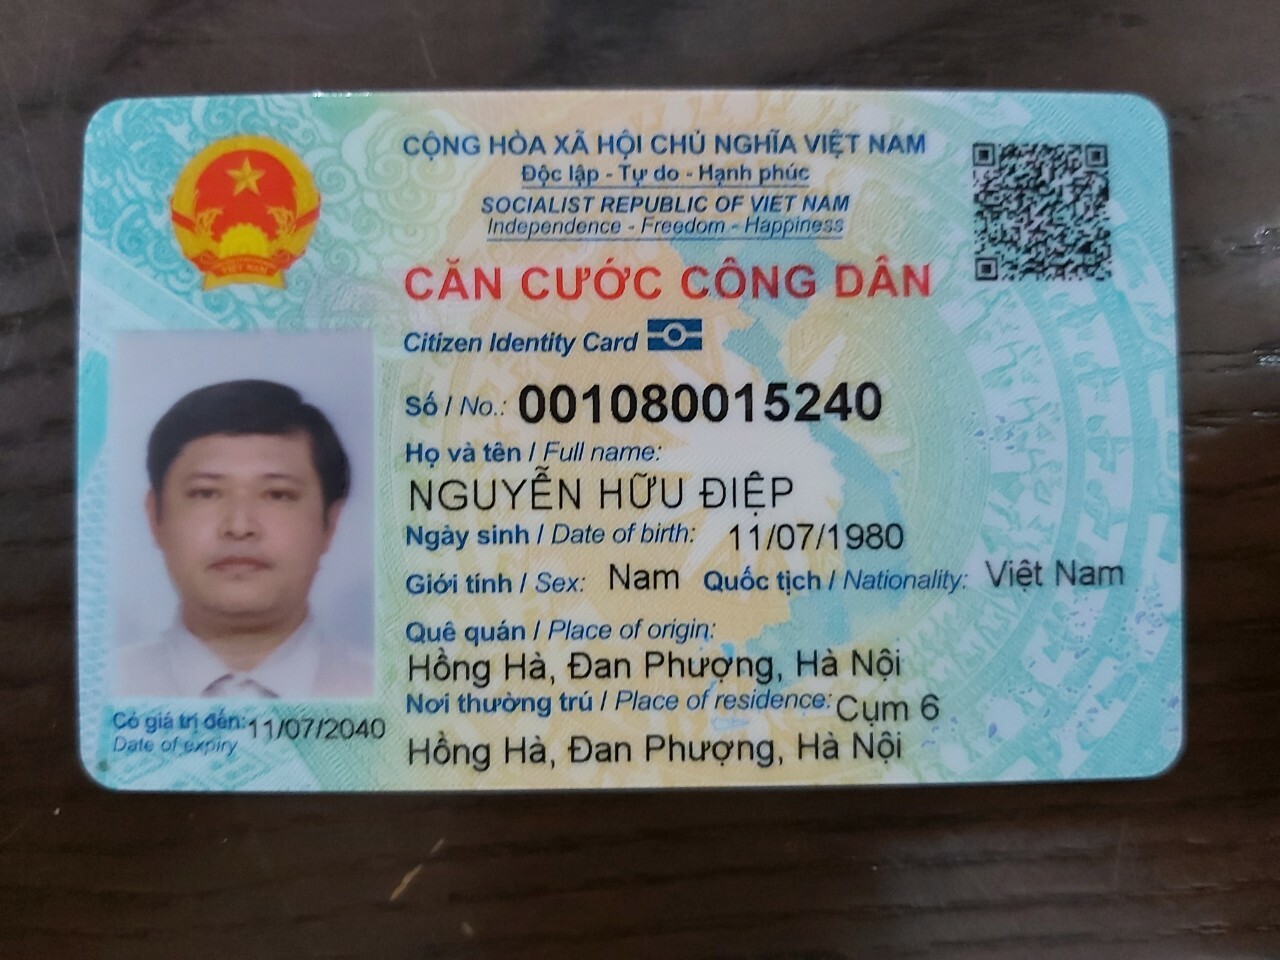 CỘNG HÒA XÃ HỘI CHỦ NGHĨA VIỆT NAM
Độc lập - Tự do - Hạnh phúc
SOCIALIST REPUBLIC OF VIET NAM
Independence - Freedom - Happiness
VIỆT NAM
CĂN CƯỚC CÔNG DÂN
Citizen Identity Card
Số / No.: 001080015240
Họ và tên / Full name:
NGUYỄN HỮU ĐIỆP
Ngày sinh / Date of birth: 11/07/1980
Giới tính / Sex: Nam Quốc tịch / Nationality: Việt Nam
Quê quán / Place of origin:
Hồng Hà, Đan Phượng, Hà Nội
Nơi thường trú / Place of residence: Cụm 6
Hồng Hà, Đan Phượng, Hà Nội
Có giá trị đến: 11/07/2040
Date of expiry